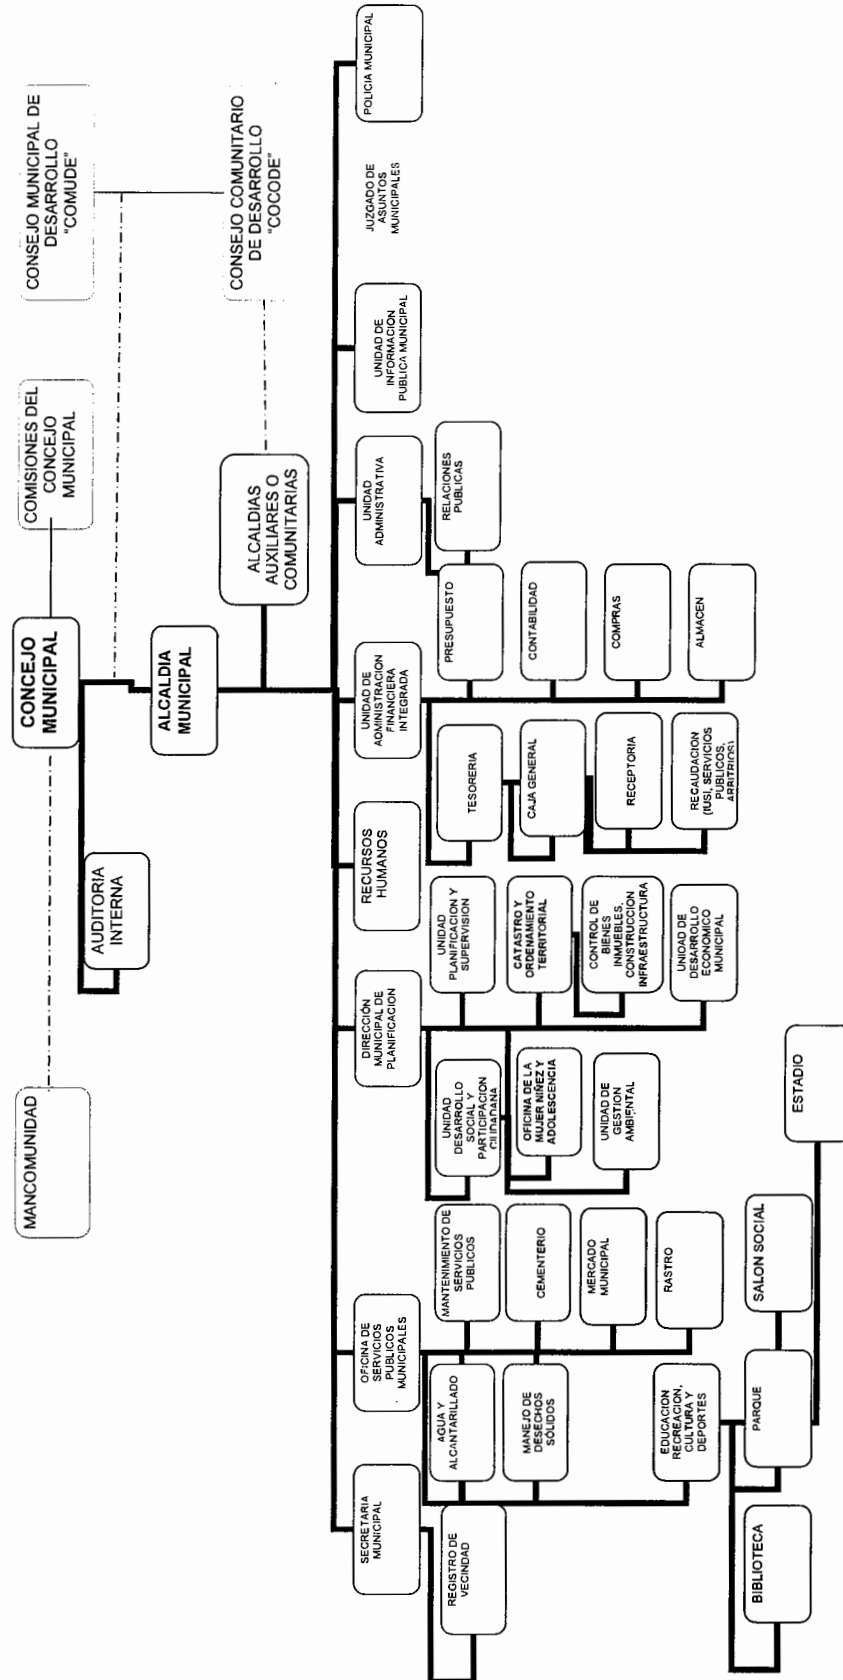 MANCOMUNIDAD
CONCEJO
MUNICIPAL
COMISIONES DEL
CONCEJO
MUNICIPAL
CONSEJO MUNICIPAL DE
DESARROLLO
"COMUDE"
AUDITORIA
INTERNA
ALCALDIA
MUNICIPAL
ALCALDIAS
AUXILIARES O
COMUNITARIAS
CONSEJO COMUNITARIO
DE DESARROLLO
"COCODE"
SECRETARIA
MUNICIPAL
OFICINA DE
SERVICIOS
PUBLICOS
MUNICIPALES
DIRECCIÓN
MUNICIPAL DE
PLANIFICACION
RECURSOS
HUMANOS
UNIDAD DE
ADMINISTRACION
FINANCIERA
INTEGRADA
UNIDAD
ADMINISTRATIVA
UNIDAD DE
INFORMACION
PUBLICA MUNICIPAL
JUZGADO DE
ASUNTOS
MUNICIPALES
POLICIA MUNICIPAL
REGISTRO DE
VECINDAD
AGUA Y
ALCANTARILLADO
MANTENIMIENTO DE
SERVICIOS
PUBLICOS
MANEJO DE
DESECHOS
SÓLIDOS
CEMENTERIO
MERCADO
MUNICIPAL
EDUCACION
RECREACION,
CULTURA Y
DEPORTES
RASTRO
BIBLIOTECA
PARQUE
SALON SOCIAL
ESTADIO
UNIDAD
DESARROLLO
SOCIAL Y
PARTICIPACION
CIUDADANA
UNIDAD
PLANIFICACION Y
SUPERVISION
OFICINA DE LA
MUJER NIÑEZ Y
ADOLESCENCIA
CATASTRO Y
ORDENAMIENTO
TERRITORIAL
UNIDAD DE
GESTION
AMBIENTAL
CONTROL DE
BIENES
INMUEBLES,
CONSTRUCCION
INFRAESTRUCTURA
UNIDAD DE
DESARROLLO
ECONOMICO
MUNICIPAL
TESORERIA
PRESUPUESTO
CAJA GENERAL
CONTABILIDAD
RECEPTORIA
COMPRAS
RECAUDACION
(IUSI, SERVICIOS
PUBLICOS,
ARBITRIOS)
ALMACEN
RELACIONES
PUBLICAS